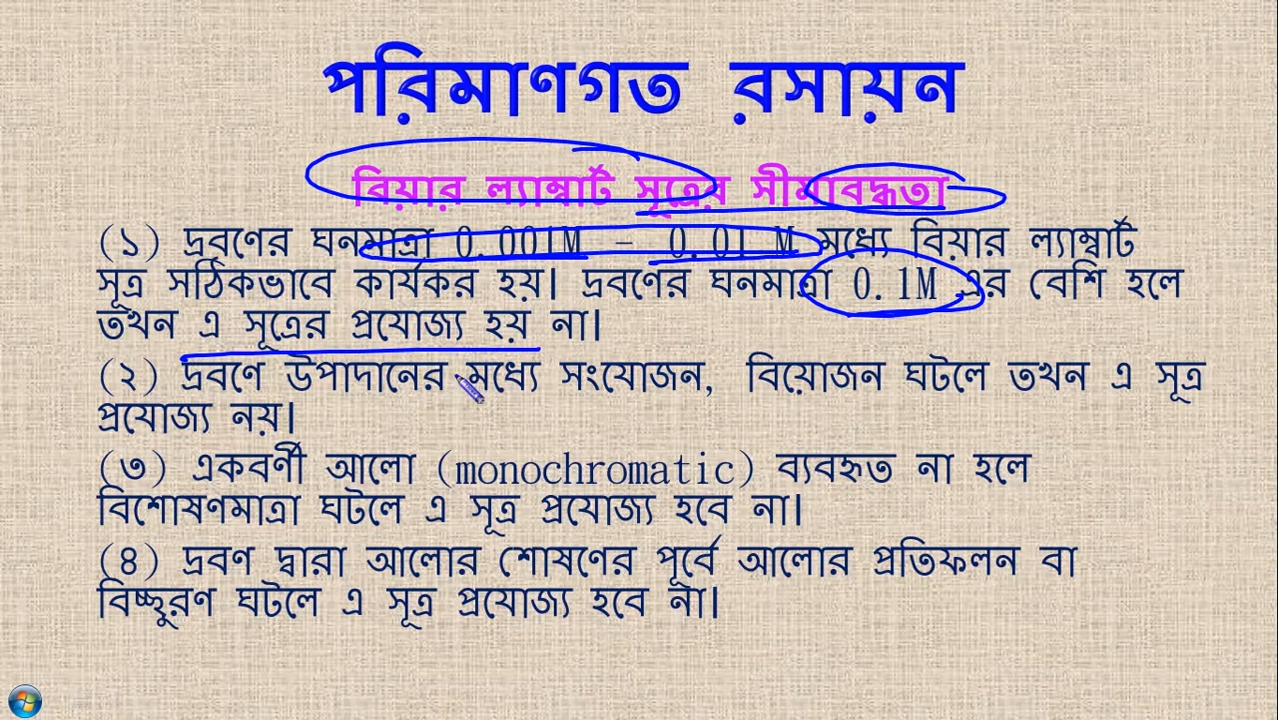 পরিমাণগত রসায়ন
বিয়ার ল্যাম্বার্ট সূত্রের সীমাবদ্ধতা
(১) দ্রবণের ঘনমাত্রা 0.001M - 0.01 M মধ্যে বিয়ার ল্যাম্বার্ট
সূত্র সঠিকভাবে কার্যকর হয়। দ্রবণের ঘনমাত্রা 0.1M এর বেশি হলে
তখন এ সূত্রের প্রযোজ্য হয় না।
(২) দ্রবণে উপাদানের মধ্যে সংযোজন, বিয়োজন ঘটলে তখন এ সূত্র
প্রযোজ্য নয়।
(৩) একবর্ণী আলো (monochromatic) ব্যবহৃত না হলে
বিশোষণমাত্রা ঘটলে এ সূত্র প্রযোজ্য হবে না।
(৪) দ্রবণ দ্বারা আলোর শোষণের পূর্বে আলোর প্রতিফলন বা
বিচ্ছুরণ ঘটলে এ সূত্র প্রযোজ্য হবে না।